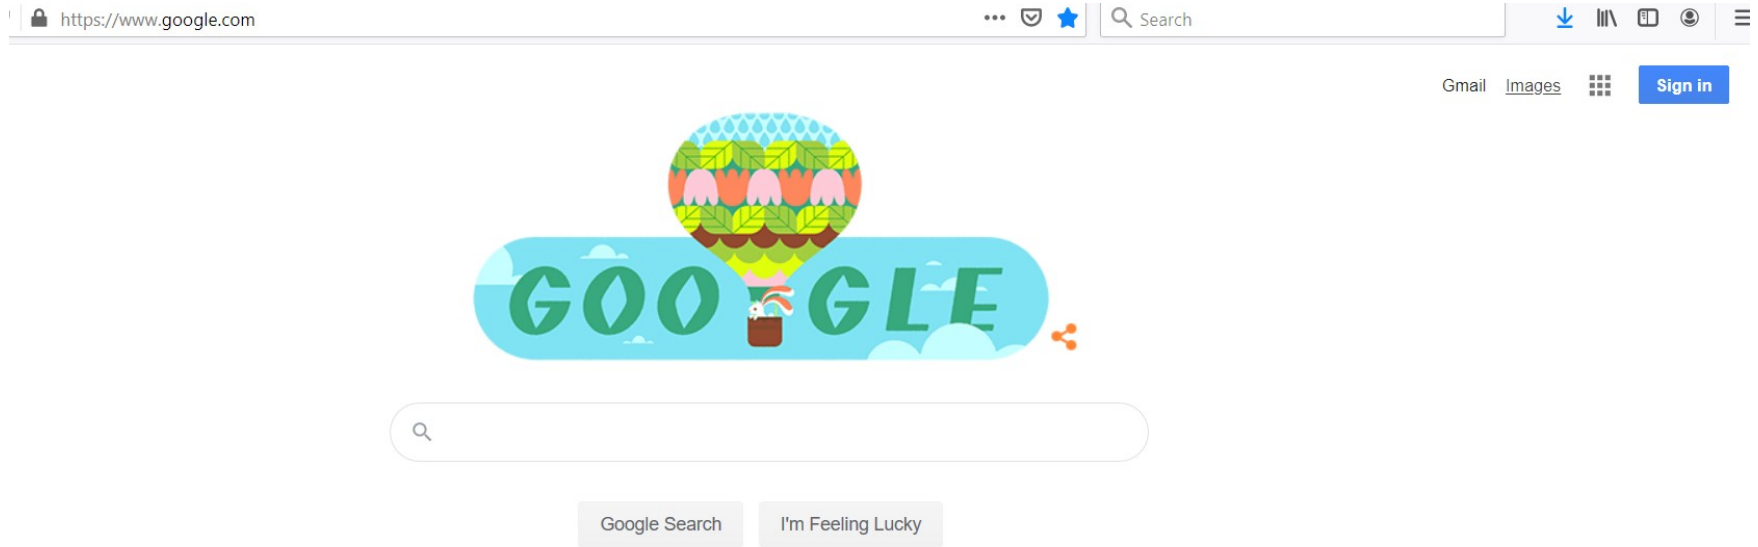 https://www.google.com
Search
Gmail Images Sign in
GOOGLE
Google Search I'm Feeling Lucky